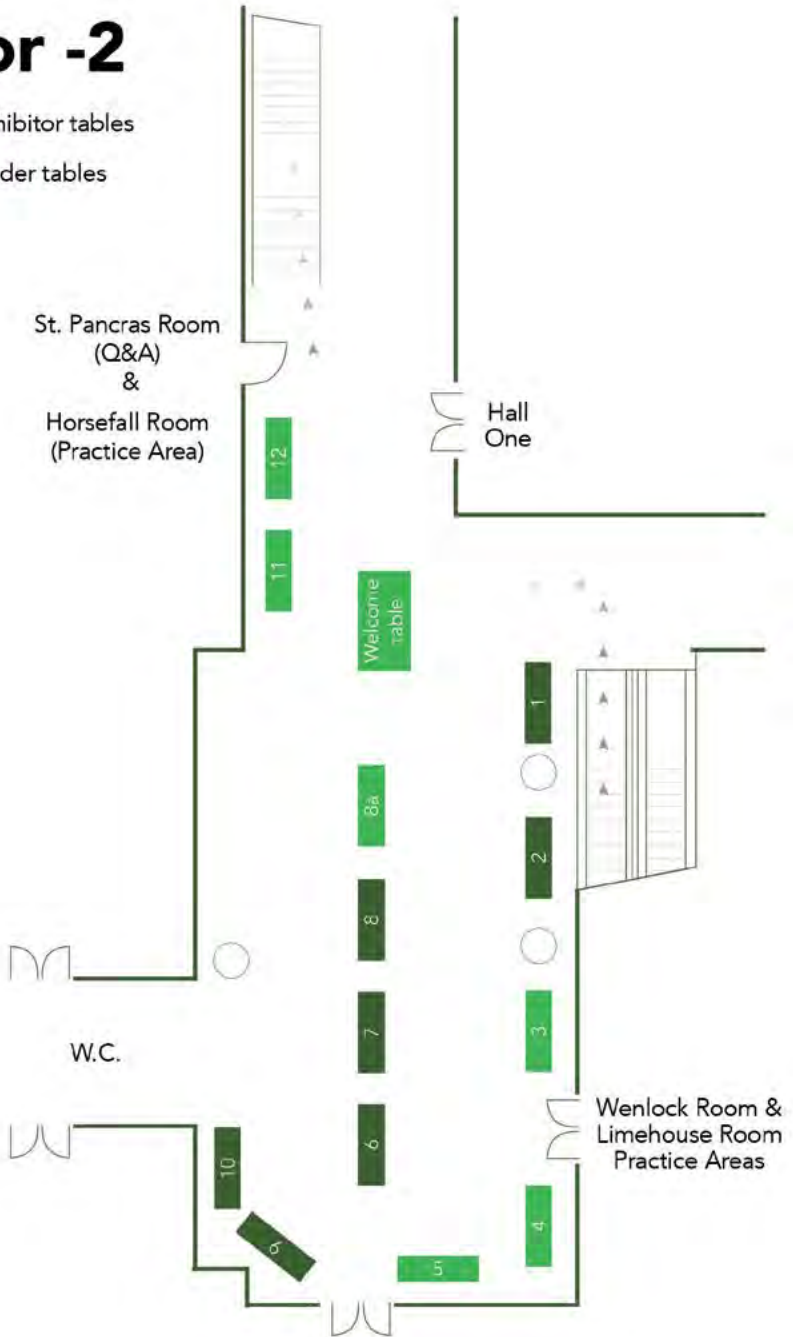 or -2
hibitor tables
der tables
St. Pancras Room
(Q&A)
&
Horsefall Room
(Practice Area)
Hall
One
12
11
Welcome
table
1
8a
2
8
3
7
W.C.
6
Wenlock Room &
Limehouse Room
Practice Areas
10
4
9
5